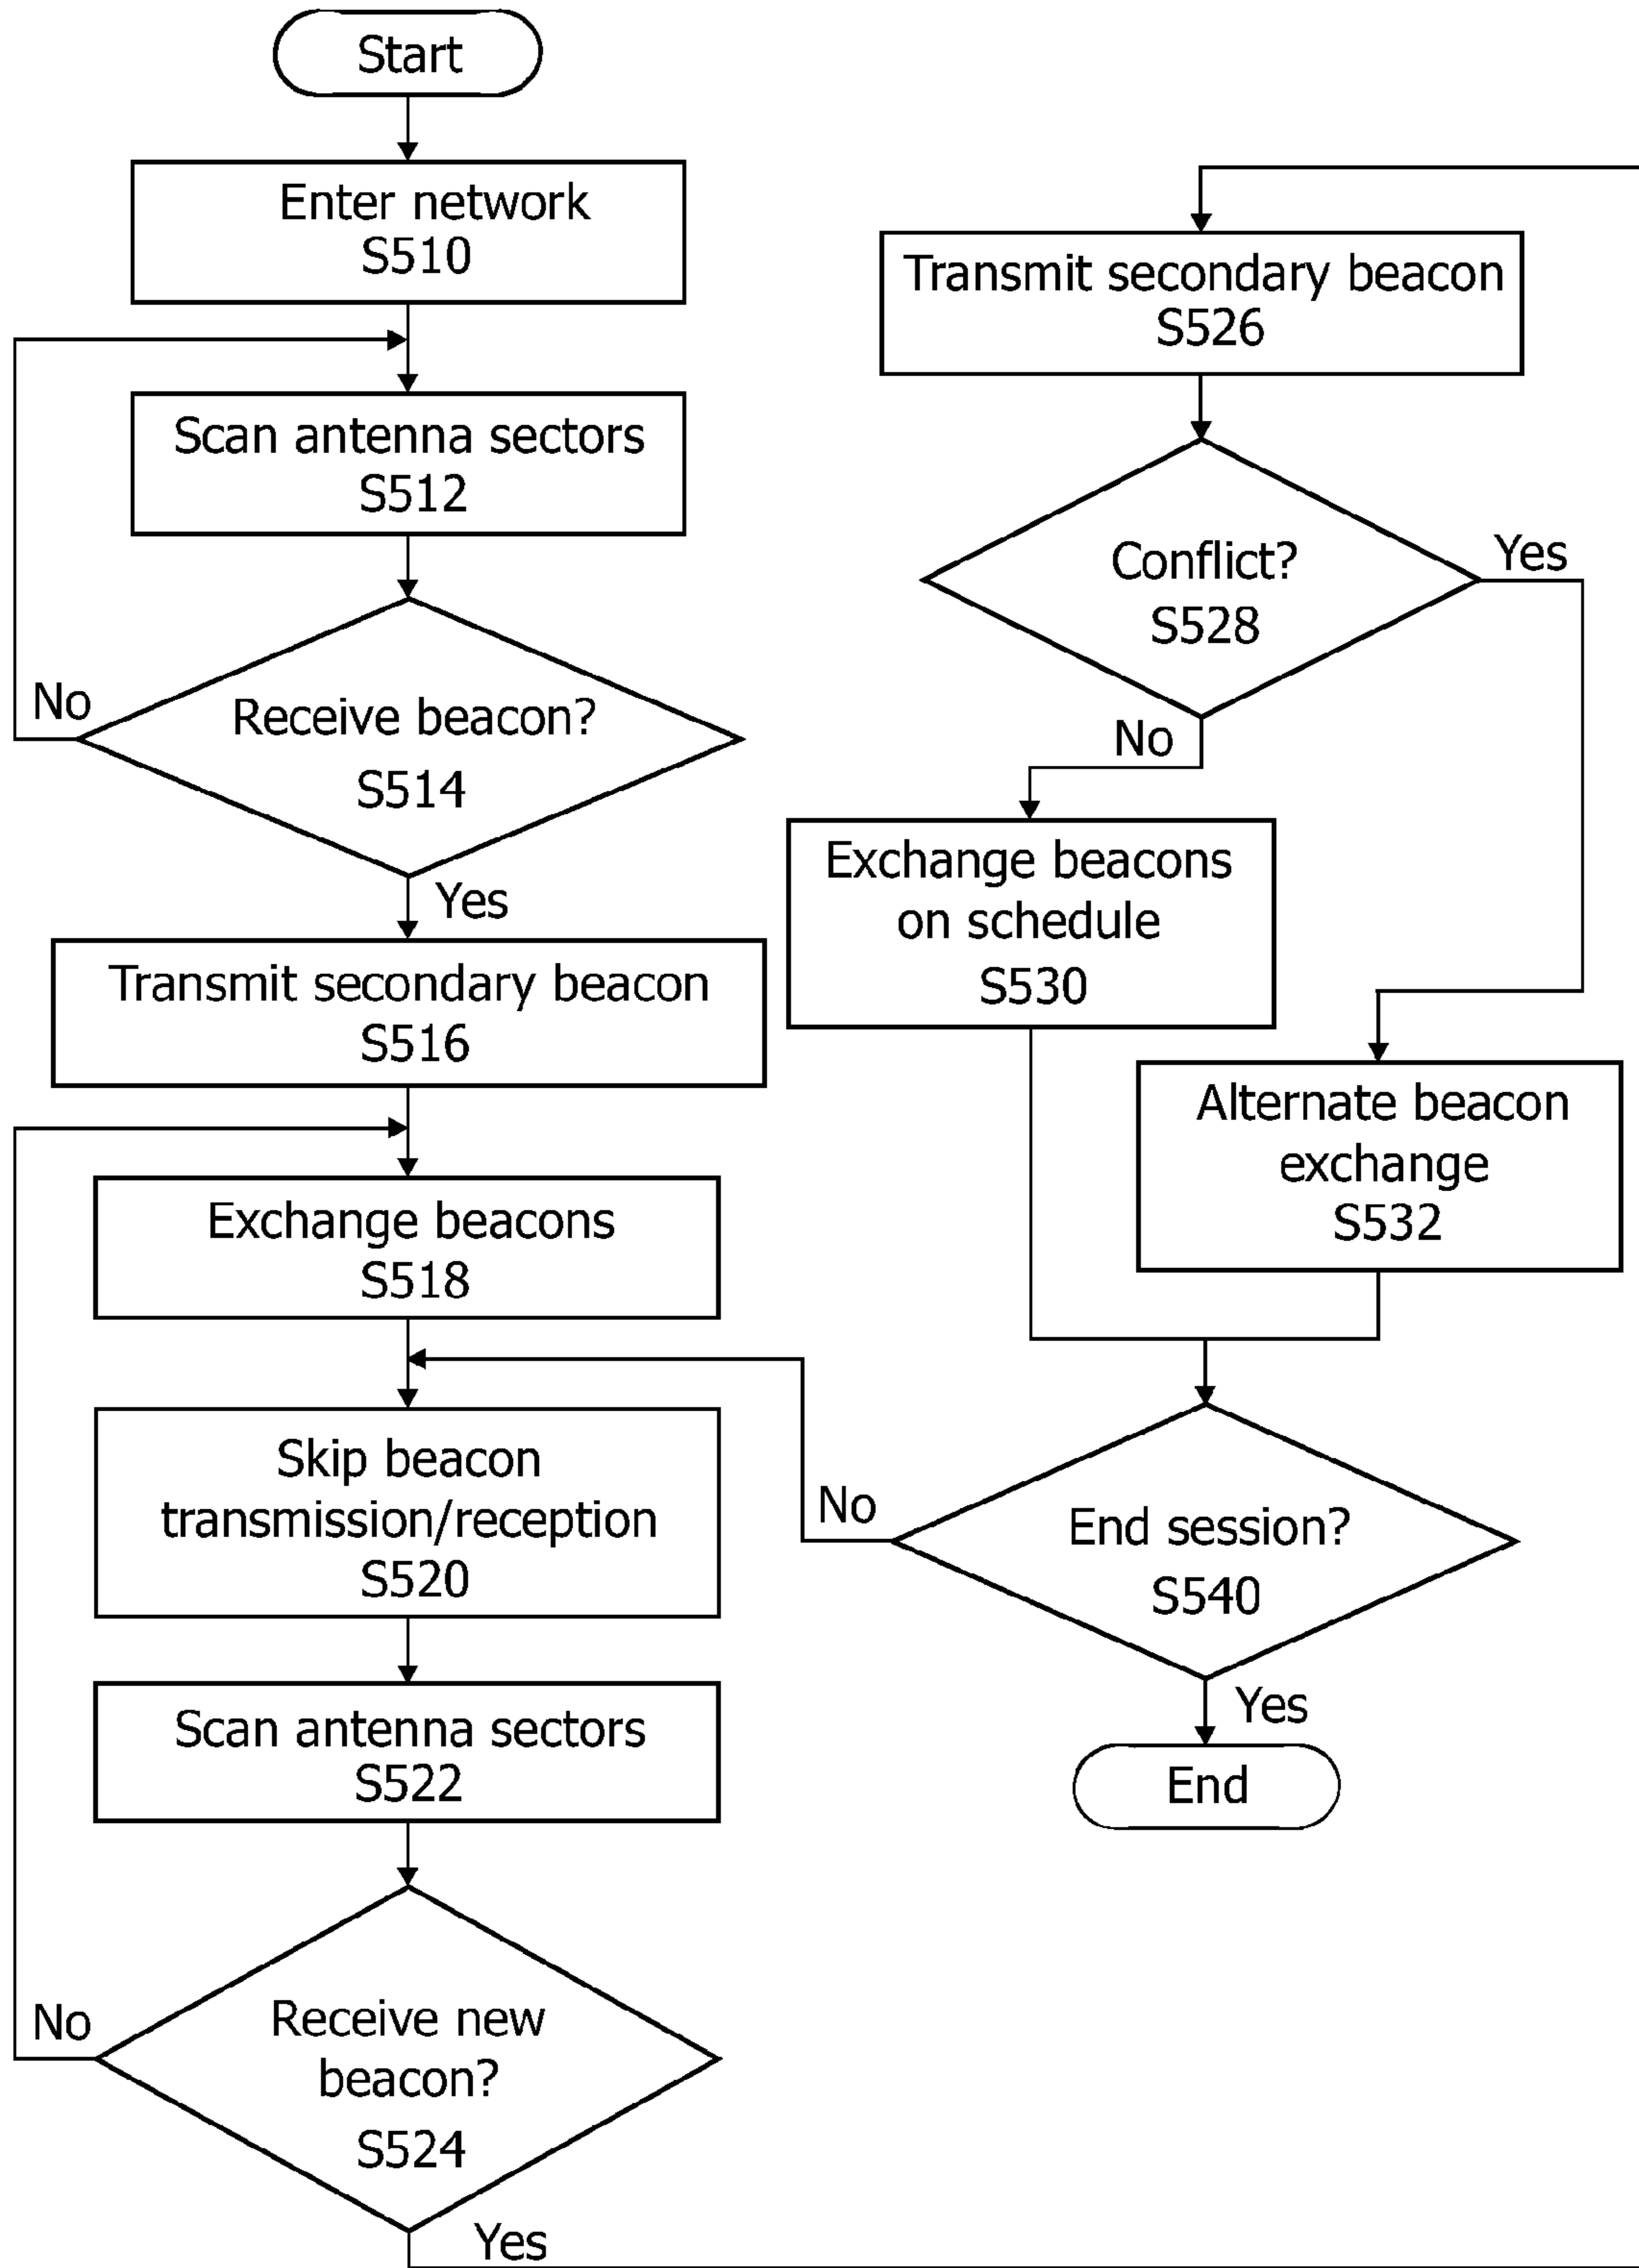 Start
Enter network
S510
Scan antenna sectors
S512
No
Receive beacon?
S514
Yes
Transmit secondary beacon
S516
Exchange beacons
S518
Skip beacon
transmission/reception
S520
Scan antenna sectors
S522
No
Receive new
beacon?
S524
Yes
Transmit secondary beacon
S526
Conflict?
S528
Yes
No
Exchange beacons
on schedule
S530
Alternate beacon
exchange
S532
No
End session?
S540
Yes
End